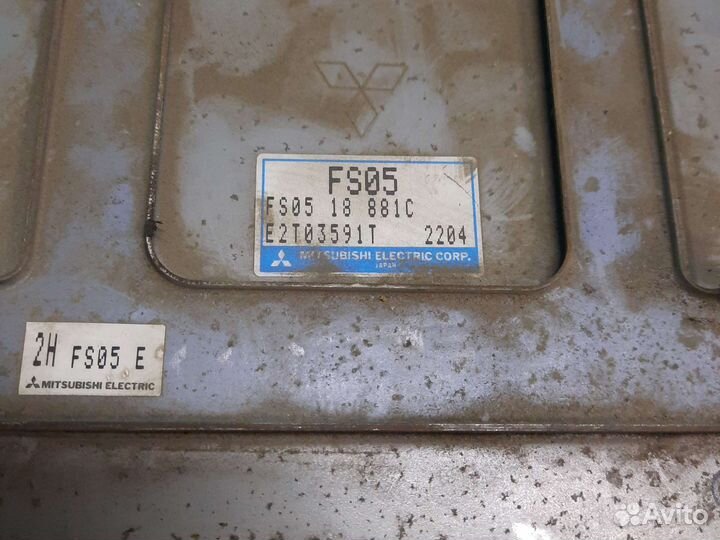 FS05
FS05 18 881C
E2T03591T 2204
MITSUBISHI ELECTRIC CORP.
JAPAN
2H FS05 E
MITSUBISHI ELECTRIC
Avito